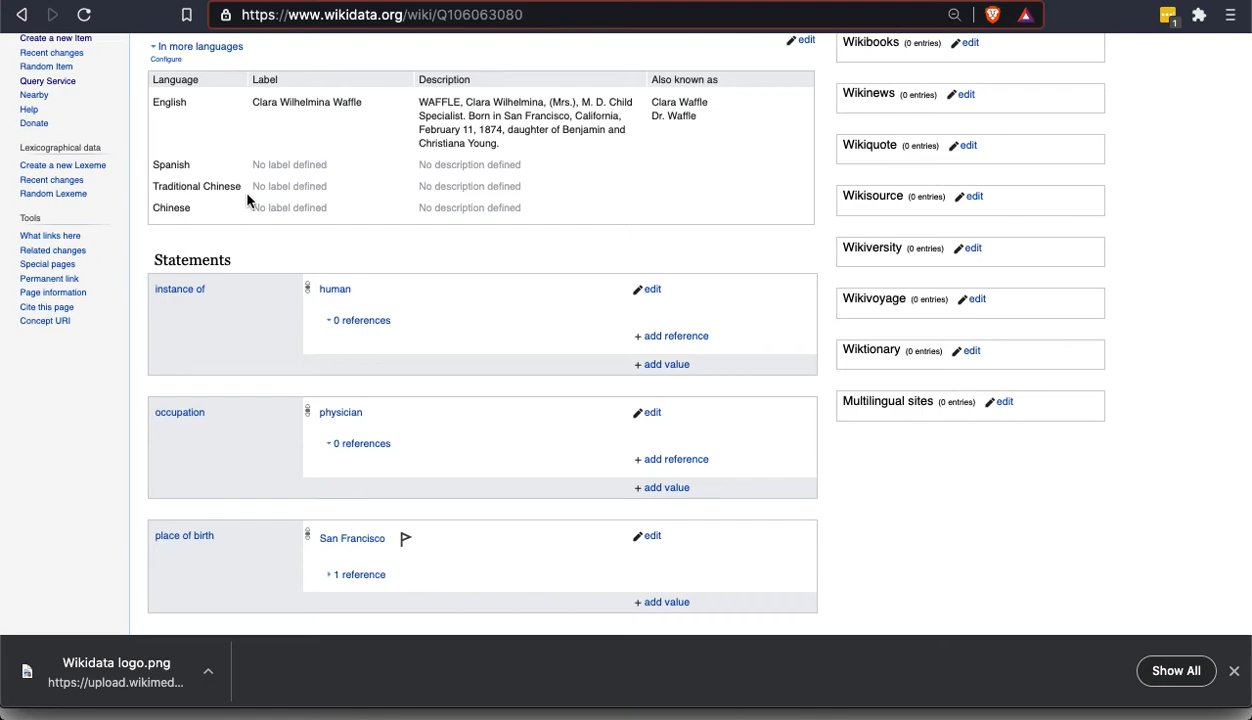 https://www.wikidata.org/wiki/Q106063080
1
Create a new Item
Recent changes
Random Item
Query Service
Nearby
Help
Donate
Lexicographical data
Create a new Lexeme
Recent changes
Random Lexeme
Tools
What links here
Related changes
Special pages
Permanent link
Page information
Cite this page
Concept URI
In more languages
Configure
edit
Language Label Description Also known as
English Clara Wilhelmina Waffle WAFFLE, Clara Wilhelmina, (Mrs.), M. D. Child Clara Waffle
Specialist. Born in San Francisco, California, Dr. Waffle
February 11, 1874, daughter of Benjamin and
Christiana Young.
Spanish No label defined No description defined
Traditional Chinese No label defined No description defined
Chinese No label defined No description defined
Statements
instance of human edit
0 references
+ add reference
+ add value
occupation physician edit
0 references
+ add reference
+ add value
place of birth San Francisco edit
1 reference
+ add value
Wikibooks (0 entries) edit
Wikinews (0 entries) edit
Wikiquote (0 entries) edit
Wikisource (0 entries) edit
Wikiversity (0 entries) edit
Wikivoyage (0 entries) edit
Wiktionary (0 entries) edit
Multilingual sites (0 entries) edit
Wikidata logo.png
https://upload.wikimed...
Show All